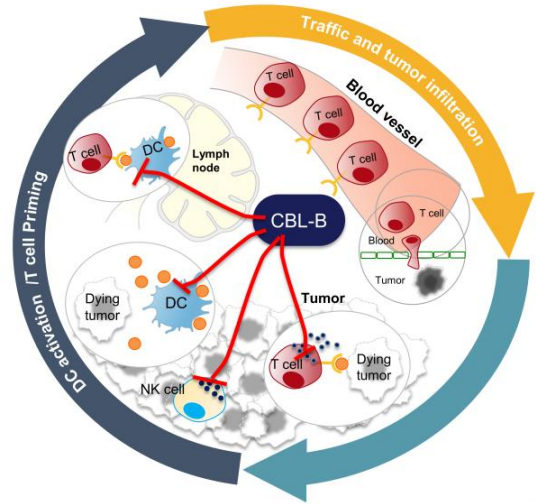 Traffic and tumor infiltration
DC activation /T cell Priming
Blood vessel
T cell
T cell
T cell
T cell
Blood
Tumor
T cell
DC
Lymph
node
CBL-B
Dying
tumor
DC
Tumor
T cell
Dying
tumor
NK cell